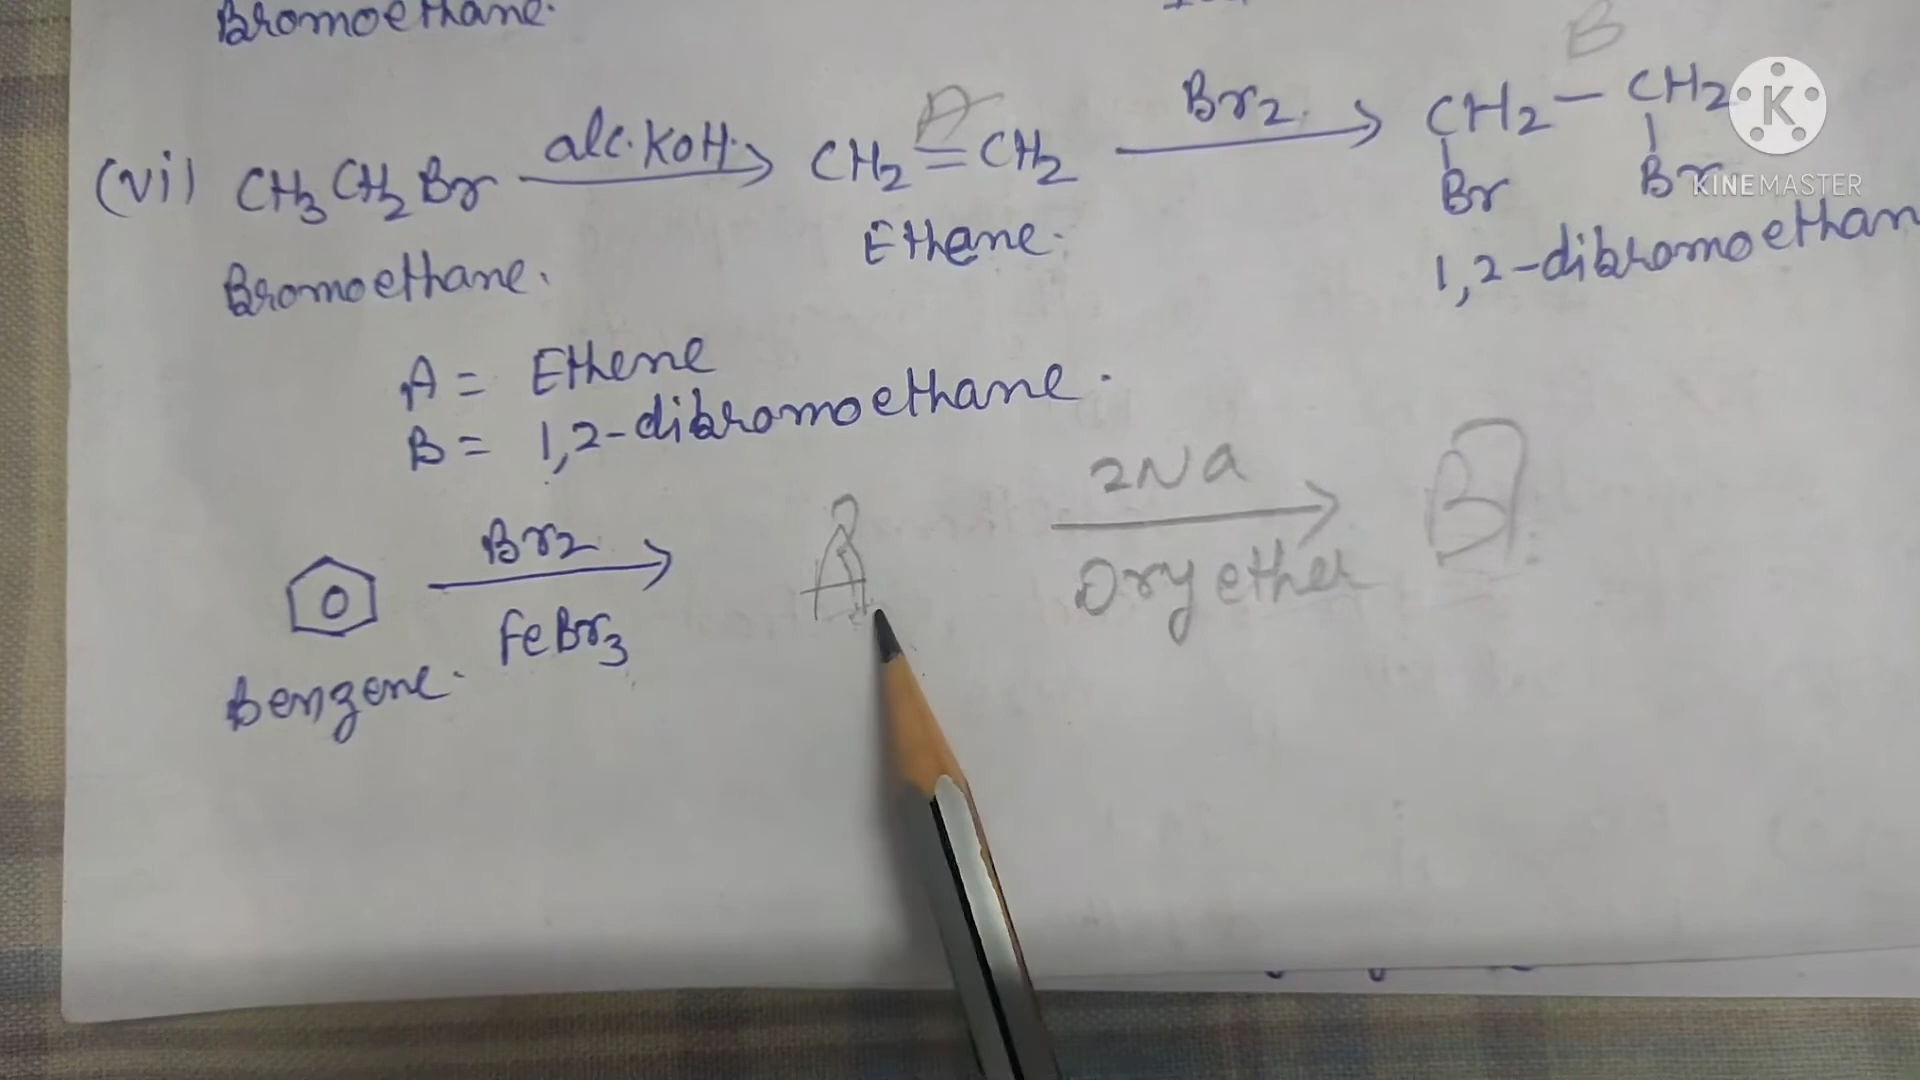 Bromoethane.
B
A
(vi) CH3CH2Br alc.KOH. → CH2=CH2 Br2. → CH2-CH2
Br Br
K
KINEMASTER
Ethene.
Bromoethane.
1,2-dibromoethan
A = Ethene
B = 1,2-dibromoethane.
Br2 → A 2Na → B
FeBr3 Dry ether
Benzene.